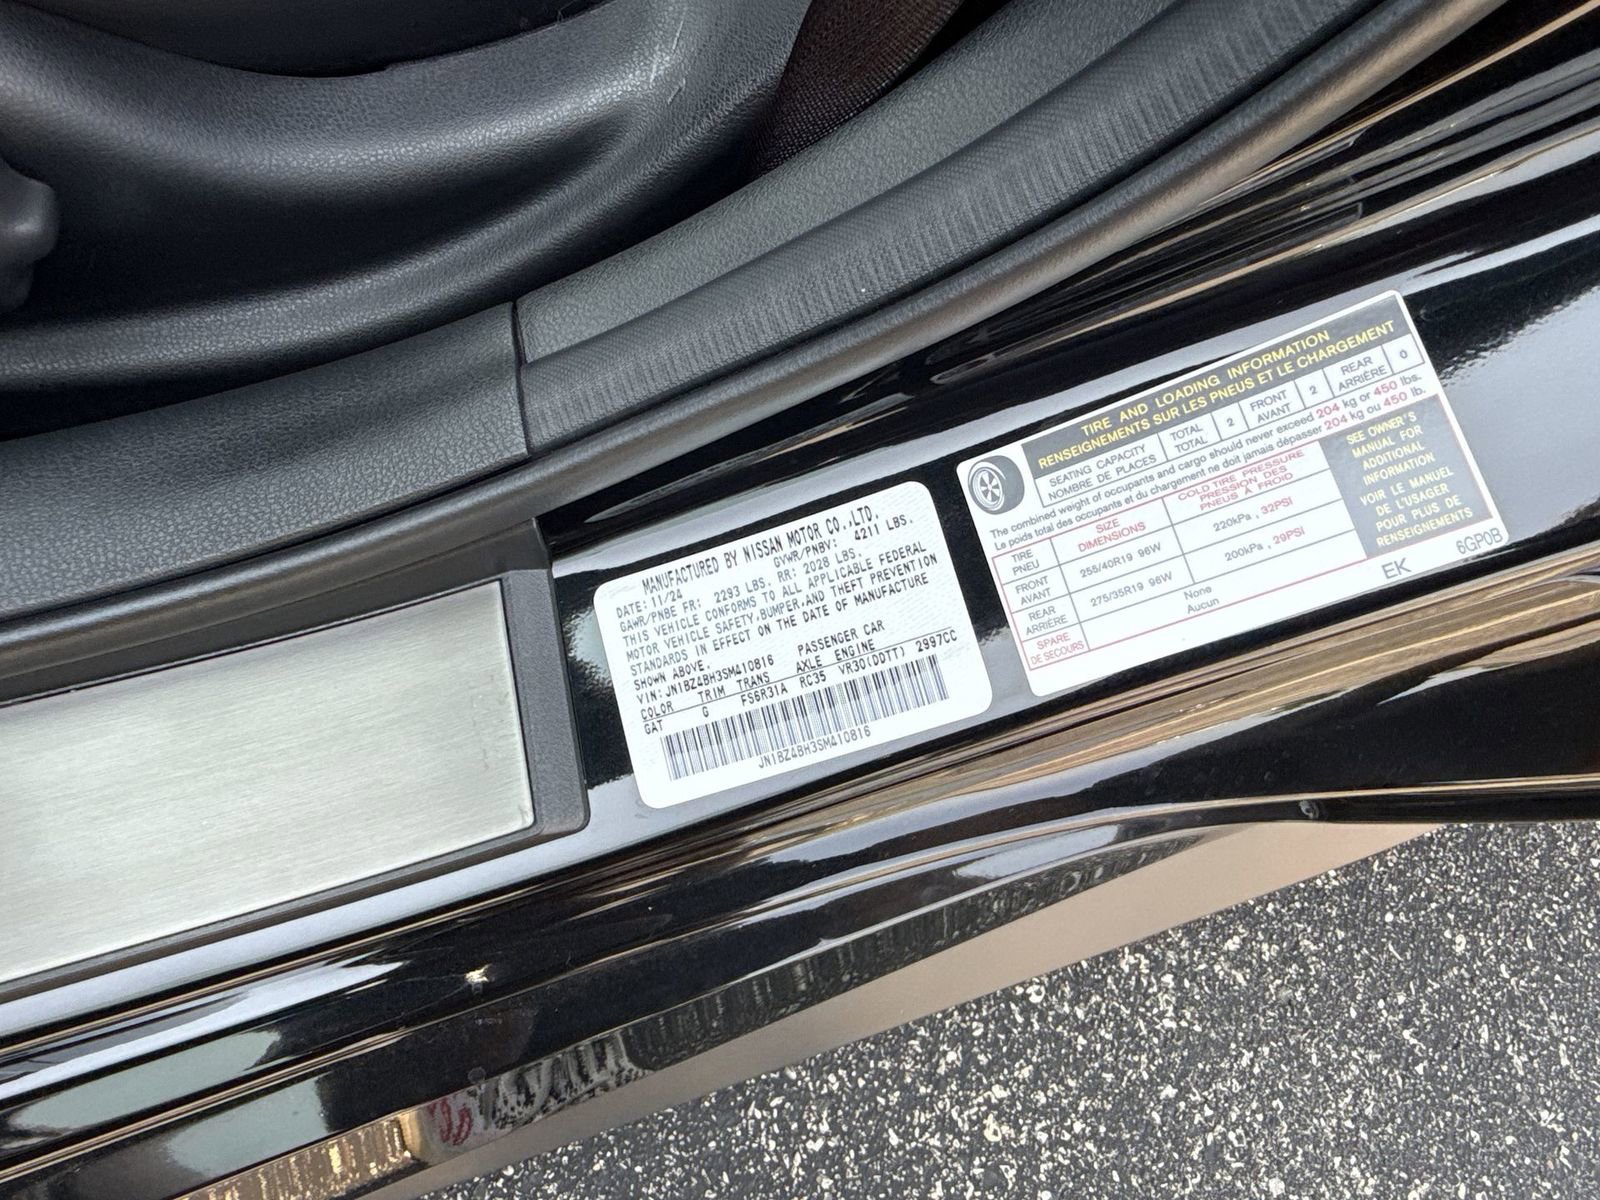 MANUFACTURED BY NISSAN MOTOR CO.,LTD.
DATE: 11/24 GVWR/PNBV: 4211 LBS.
GAWR/PNBE FR: 2293 LBS. RR: 2028 LBS.
THIS VEHICLE CONFORMS TO ALL APPLICABLE FEDERAL
MOTOR VEHICLE SAFETY,BUMPER,AND THEFT PREVENTION
STANDARDS IN EFFECT ON THE DATE OF MANUFACTURE
SHOWN ABOVE.
VIN: JN1BZ4BH3SM410816 PASSENGER CAR
COLOR TRIM TRANS AXLE ENGINE
GAT G FS6R31A RC35 VR30(DDTT) 2997CC
JN1BZ4BH3SM410816
TIRE AND LOADING INFORMATION
RENSEIGNEMENTS SUR LES PNEUS ET LE CHARGEMENT
SEATING CAPACITY TOTAL 2 FRONT 2 REAR 0
NOMBRE DE PLACES TOTAL AVANT ARRIÈRE
The combined weight of occupants and cargo should never exceed 204 kg or 450 lbs.
Le poids total des occupants et du chargement ne doit jamais dépasser 204 kg ou 450 lb.
TIRE SIZE COLD TIRE PRESSURE
PNEU DIMENSIONS PRESSION DES
PNEUS À FROID
FRONT 255/40R19 96W 220kPa , 32PSI
AVANT
REAR 275/35R19 96W 200kPa , 29PSI
ARRIÈRE
SPARE None
DE SECOURS Aucun
SEE OWNER'S
MANUAL FOR
ADDITIONAL
INFORMATION
VOIR LE MANUEL
DE L'USAGER
POUR PLUS DE
RENSEIGNEMENTS
EK 6GP0B